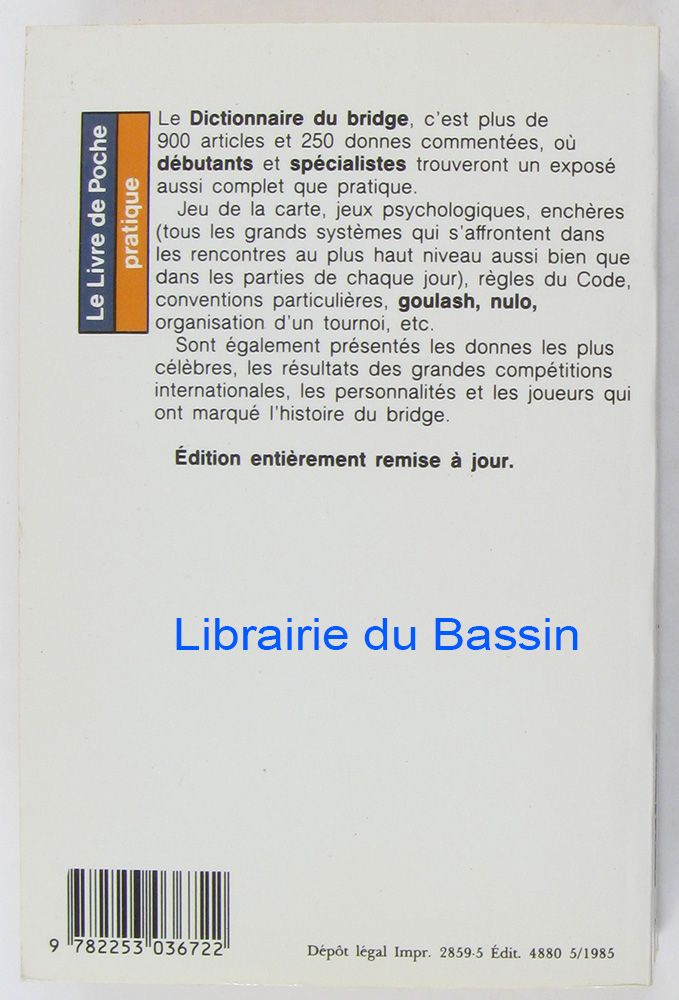 Le Livre de Poche
pratique
Le Dictionnaire du bridge, c'est plus de
900 articles et 250 donnes commentées, où
débutants et spécialistes trouveront un exposé
aussi complet que pratique.
Jeu de la carte, jeux psychologiques, enchères
(tous les grands systèmes qui s'affrontent dans
les rencontres au plus haut niveau aussi bien que
dans les parties de chaque jour), règles du Code,
conventions particulières, goulash, nulo,
organisation d'un tournoi, etc.
Sont également présentés les donnes les plus
célèbres, les résultats des grandes compétitions
internationales, les personnalités et les joueurs qui
ont marqué l'histoire du bridge.
Édition entièrement remise à jour.
Librairie du Bassin
9 782253 036722
Dépôt légal Impr. 2859-5 Édit. 4880 5/1985